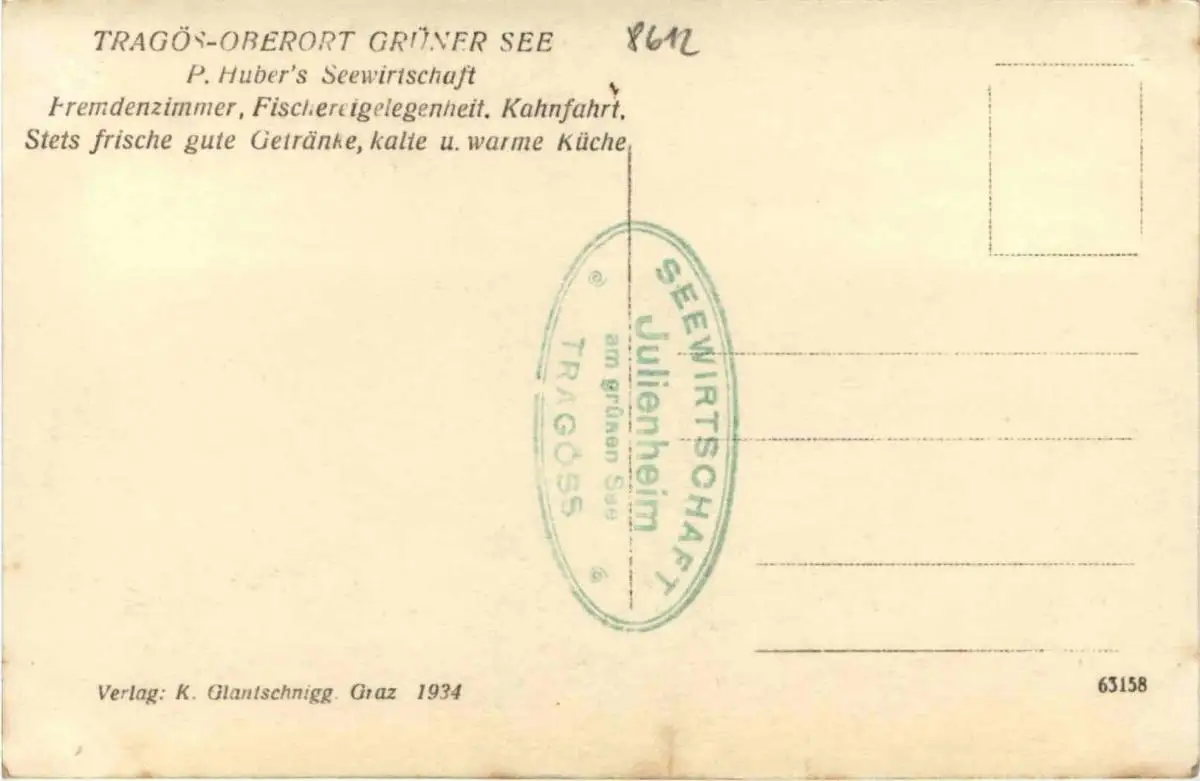 TRAGÖS-OBERORT GRÜNER SEE
8612
P. Huber's Seewirtschaft
Fremdenzimmer, Fischereigelegenheit. Kahnfahrt.
Stets frische gute Getränke, kalte u. warme Küche.
SEEWIRTSCHAFT
Julienheim
am grünen See
TRAGÖSS
Verlag: K. Glantschnigg. Graz 1934
63158